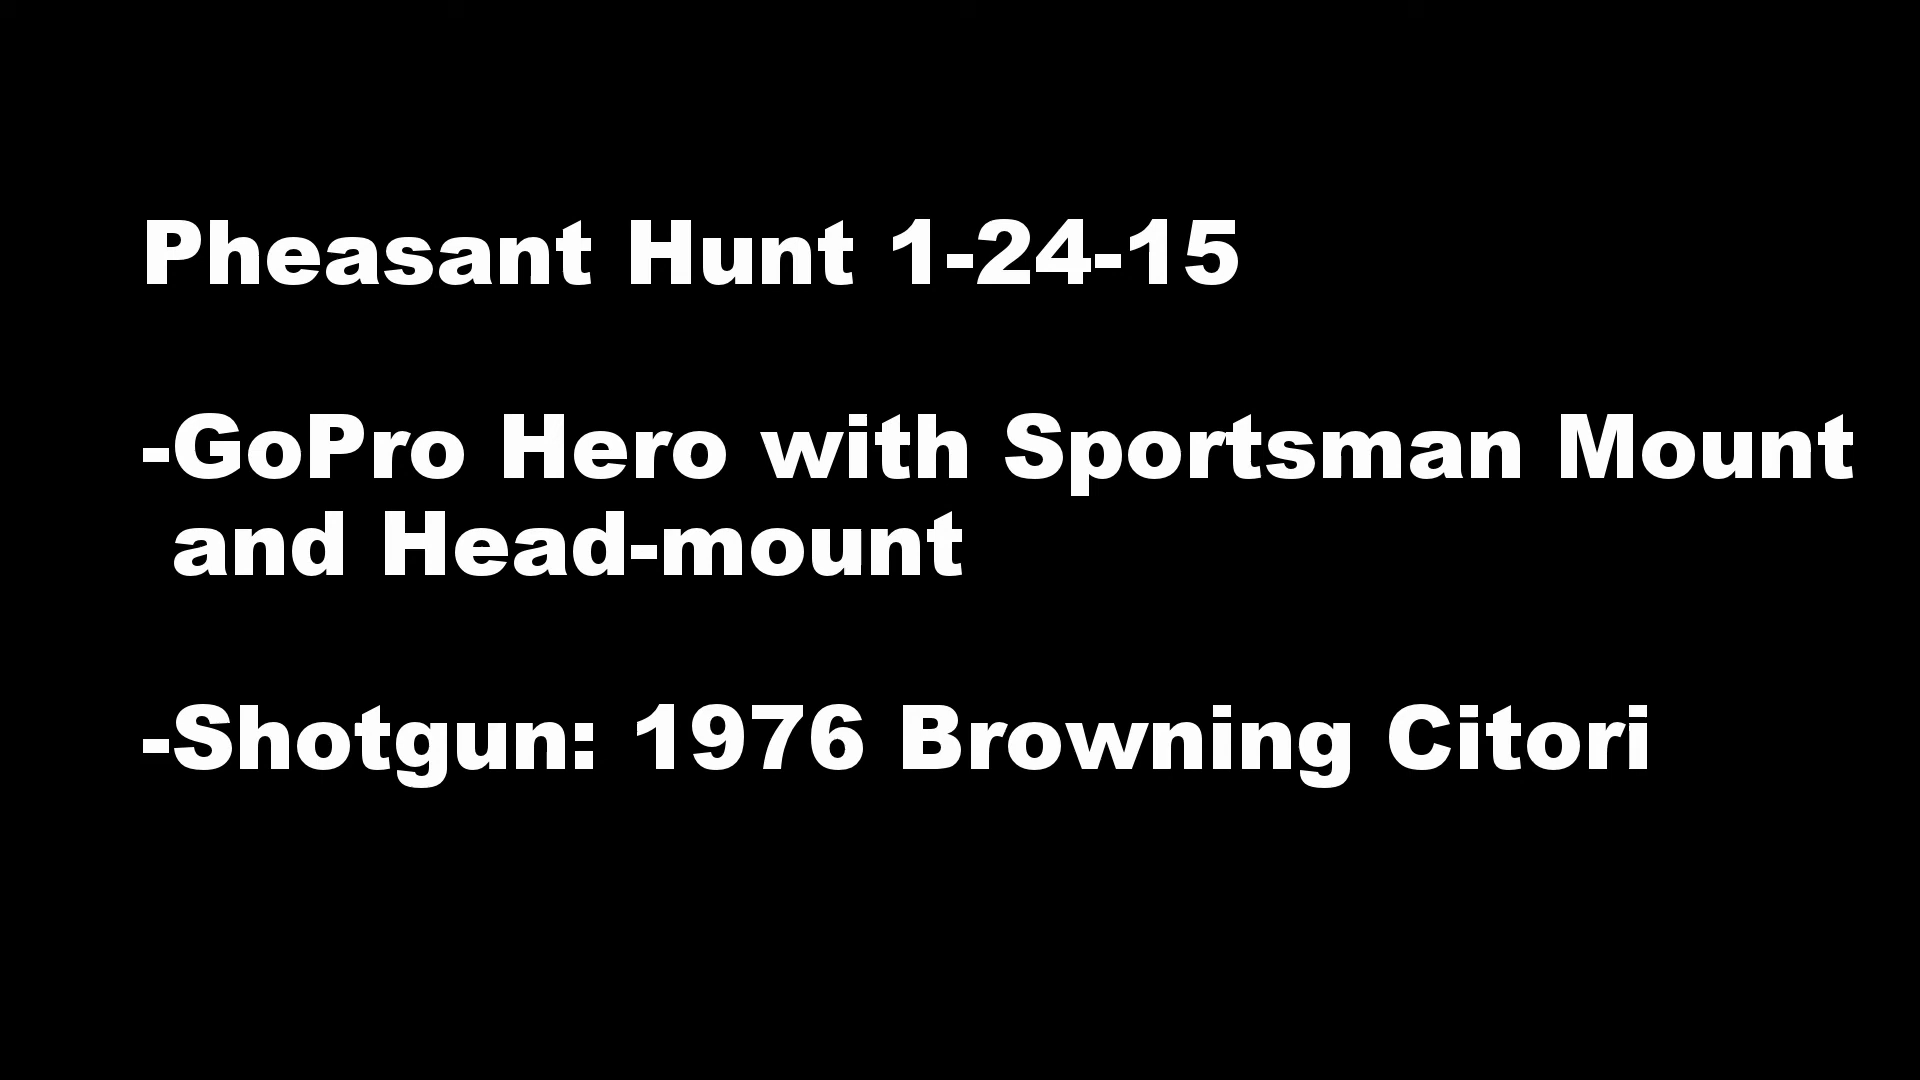 Pheasant Hunt 1-24-15
-GoPro Hero with Sportsman Mount
and Head-mount
-Shotgun: 1976 Browning Citori